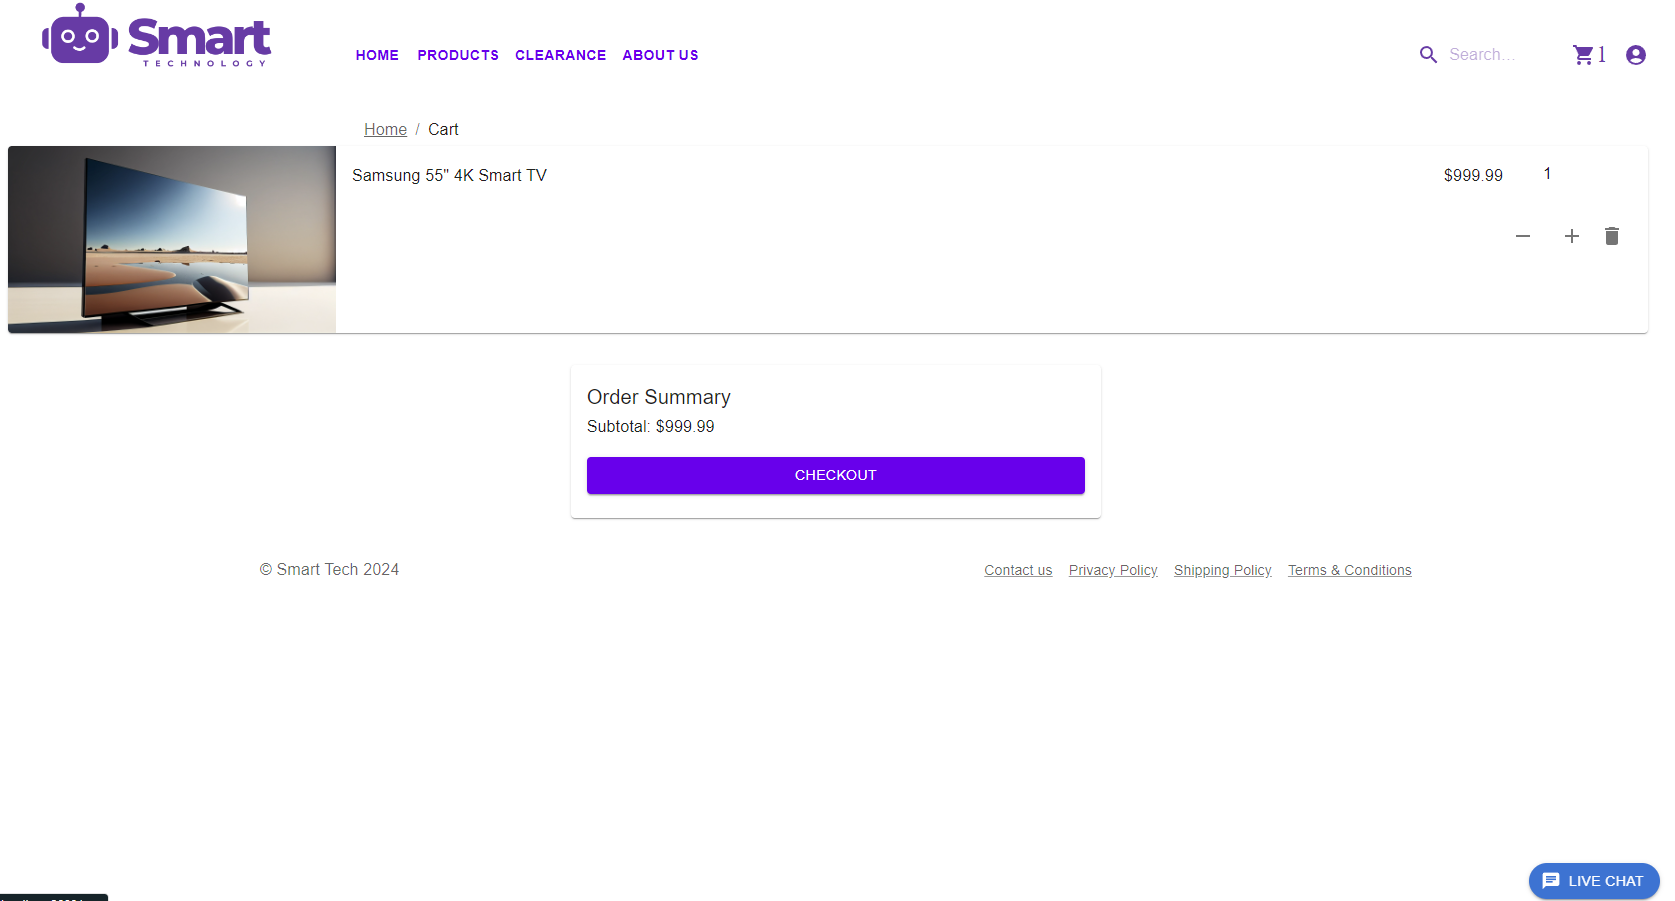 Smart
TECHNOLOGY
HOME PRODUCTS CLEARANCE ABOUT US
Search...
1
Home / Cart
Samsung 55" 4K Smart TV
$999.99
1
Order Summary
Subtotal: $999.99
CHECKOUT
© Smart Tech 2024
Contact us Privacy Policy Shipping Policy Terms & Conditions
LIVE CHAT